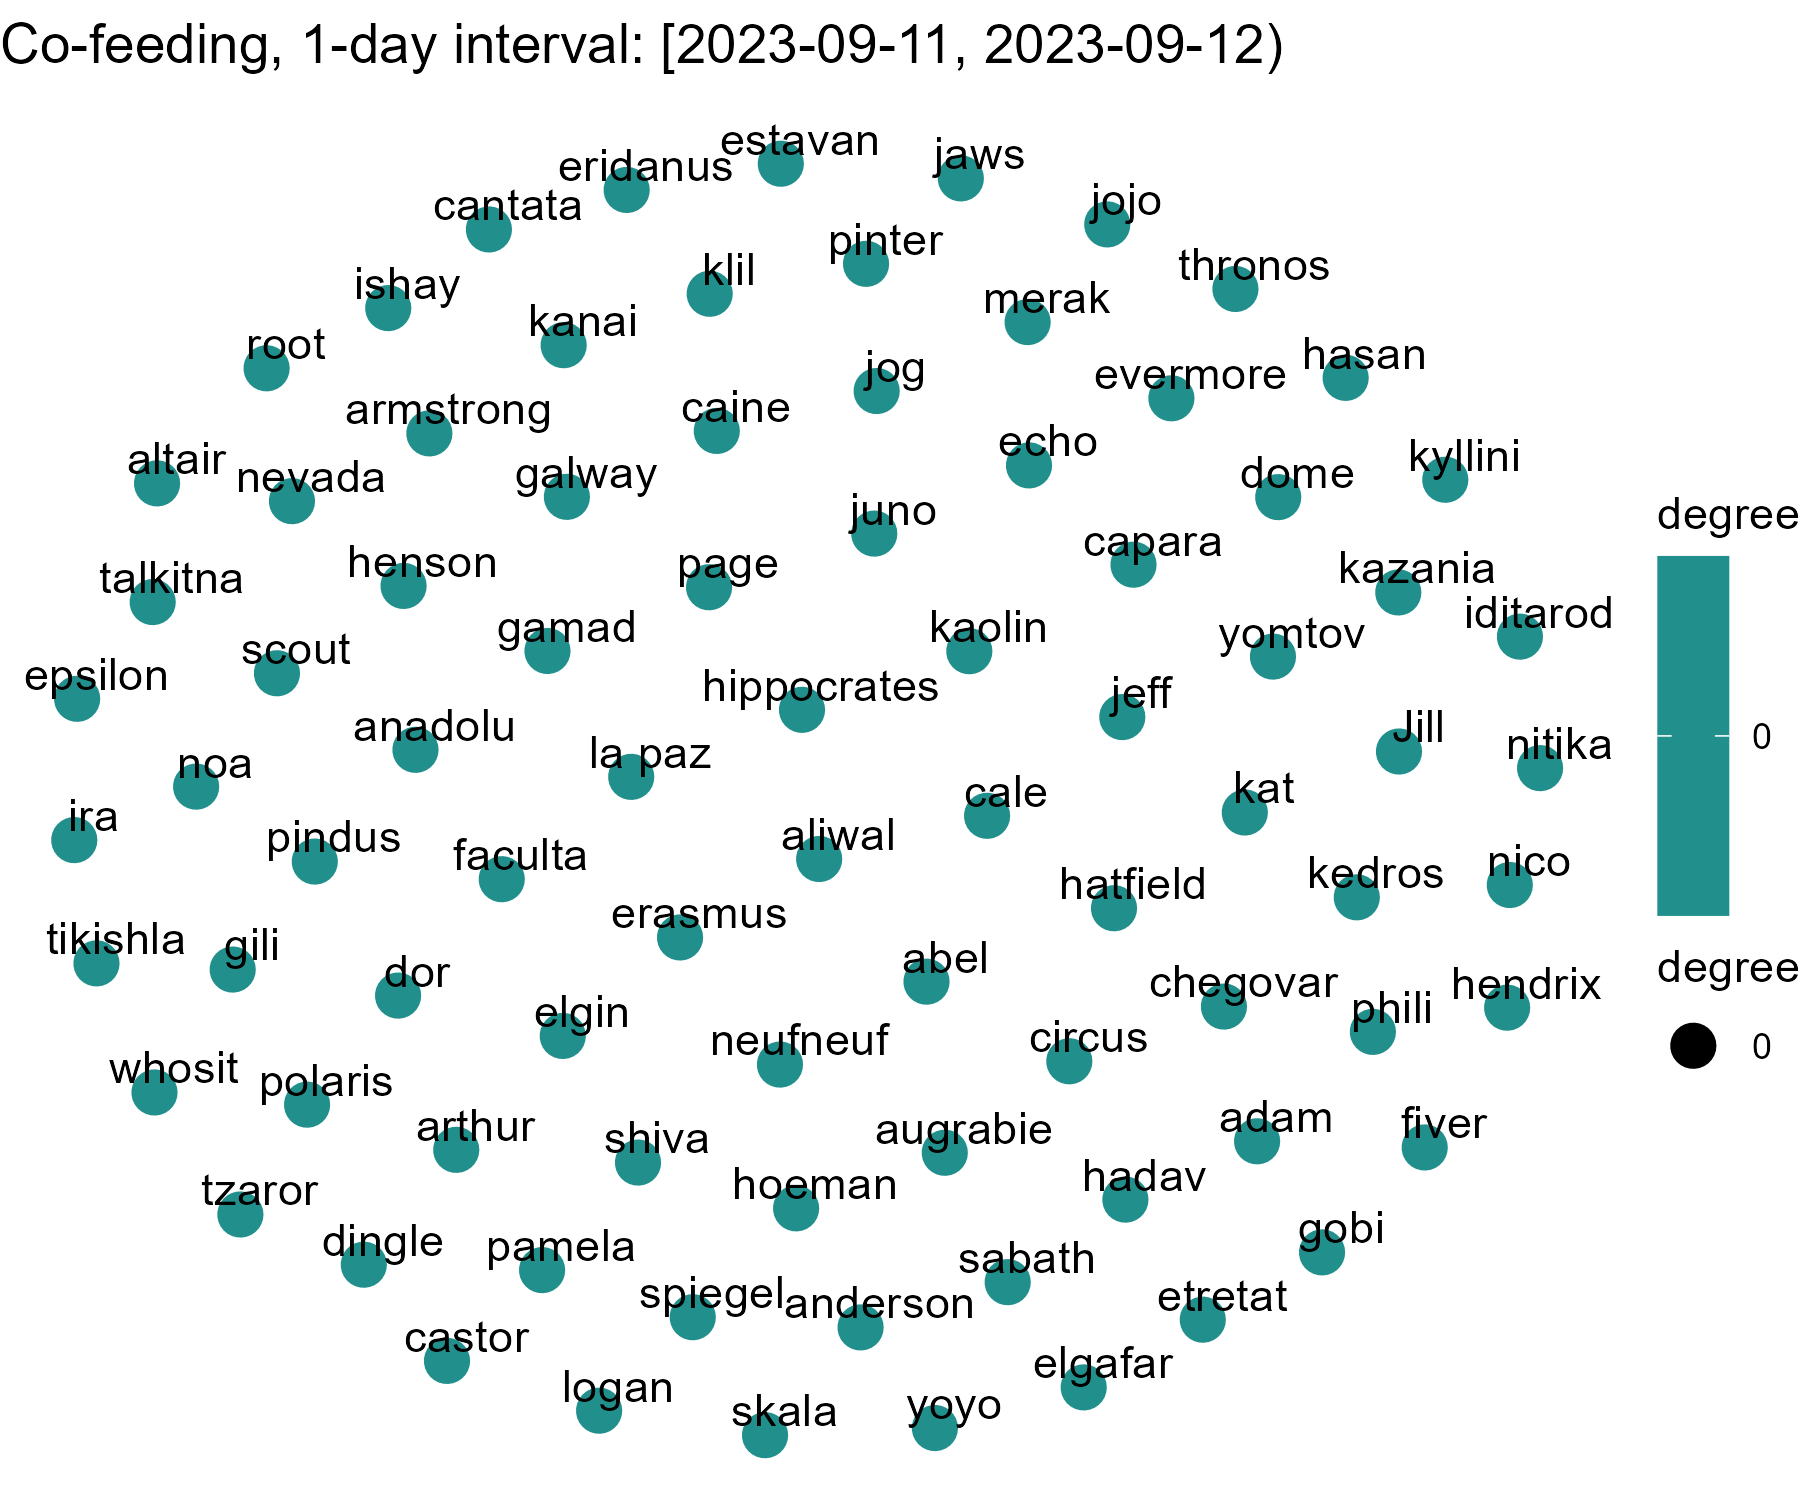 Co-feeding, 1-day interval: [2023-09-11, 2023-09-12)
estavan
jaws
eridanus
cantata
jojo
pinter
thronos
klil
ishay
merak
kanai
root
hasan
jog
evermore
caine
armstrong
echo
kyllini
altair
dome
galway
nevada
juno
degree
capara
henson
page
kazania
talkitna
iditarod
gamad
kaolin
yomtov
scout
epsilon
hippocrates
jeff
anadolu
Jill
0
nitika
la paz
noa
kat
cale
ira
aliwal
pindus
faculta
nico
kedros
hatfield
erasmus
tikishla
gili
abel
degree
dor
chegovar
hendrix
phili
elgin
circus
neufneuf
0
whosit
polaris
adam
fiver
arthur
augrabie
shiva
hadav
hoeman
tzaror
gobi
dingle
pamela
sabath
spiegel
etretat
anderson
castor
elgafar
logan
yoyo
skala